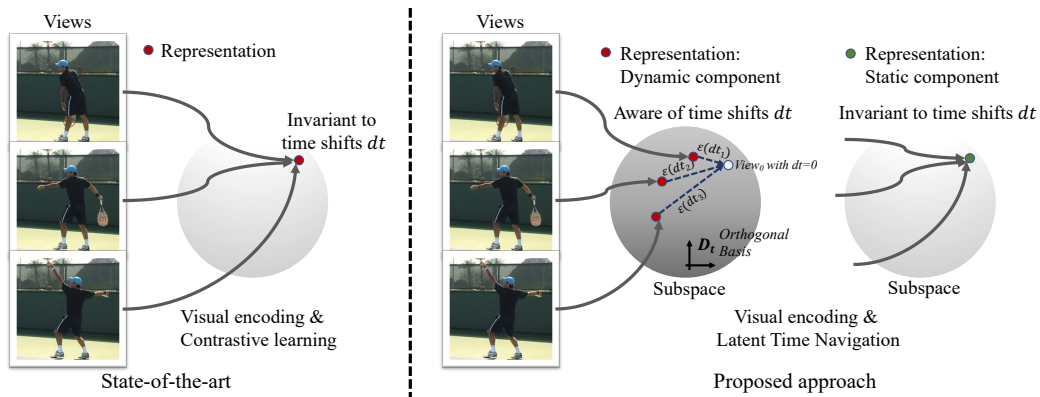 Views
Representation
Invariant to
time shifts dt
Visual encoding &
Contrastive learning
State-of-the-art
Views
Representation:
Dynamic component
Representation:
Static component
Aware of time shifts dt
Invariant to time shifts dt
ε(dt₁)
ε(dt₂)
View₀ with dt=0
ε(dt₃)
Dₜ Orthogonal
Basis
Subspace
Subspace
Visual encoding &
Latent Time Navigation
Proposed approach